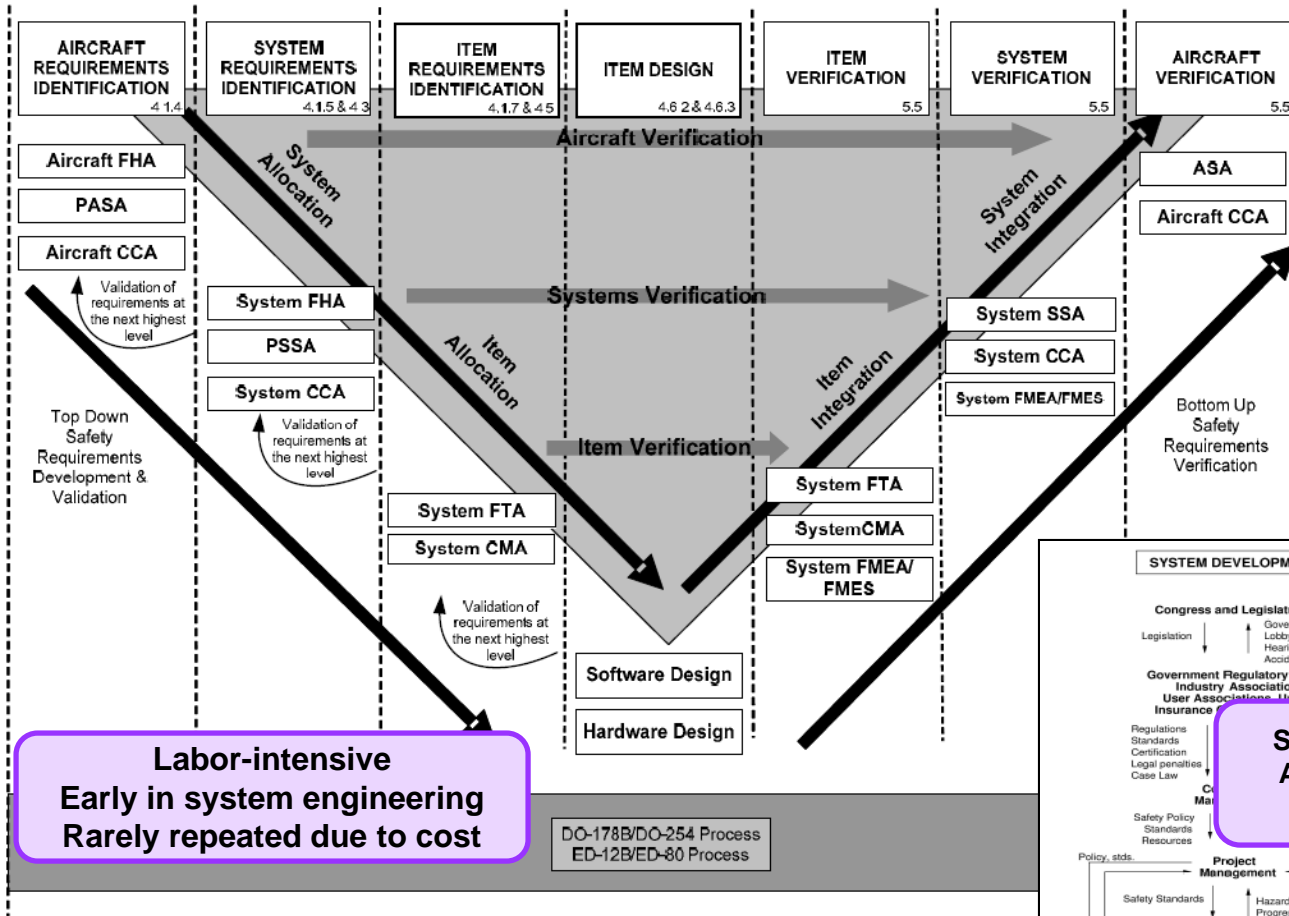 AIRCRAFT
REQUIREMENTS
IDENTIFICATION
4.1.4
SYSTEM
REQUIREMENTS
IDENTIFICATION
4.1.5 & 4.3
ITEM
REQUIREMENTS
IDENTIFICATION
4.1.7 & 4.5
ITEM DESIGN
4.6.2 & 4.6.3
ITEM
VERIFICATION
5.5
SYSTEM
VERIFICATION
5.5
AIRCRAFT
VERIFICATION
5.5
Aircraft Verification
Aircraft FHA
PASA
Aircraft CCA
Validation of
requirements at
the next highest
level
System
Allocation
System
Integration
ASA
Aircraft CCA
System FHA
PSSA
System CCA
Validation of
requirements at
the next highest
level
Systems Verification
Item
Allocation
Item
Integration
System SSA
System CCA
System FMEA/FMES
Top Down
Safety
Requirements
Development &
Validation
Bottom Up
Safety
Requirements
Verification
Item Verification
System FTA
System CMA
Validation of
requirements at
the next highest
level
System FTA
SystemCMA
System FMEA/
FMES
Software Design
Hardware Design
Labor-intensive
Early in system engineering
Rarely repeated due to cost
DO-178B/DO-254 Process
ED-12B/ED-80 Process
SYSTEM DEVELOPM
Congress and Legislat
Legislation
Gove
Lobby
Heari
Accid
Government Regulatory
Industry Associatio
User Associations, U
Insurance
Regulations
Standards
Certification
Legal penalties
Case Law
S
A
Co
Man
Safety Policy
Standards
Resources
Policy, stds.
Project
Management
Safety Standards
Hazard
Progre